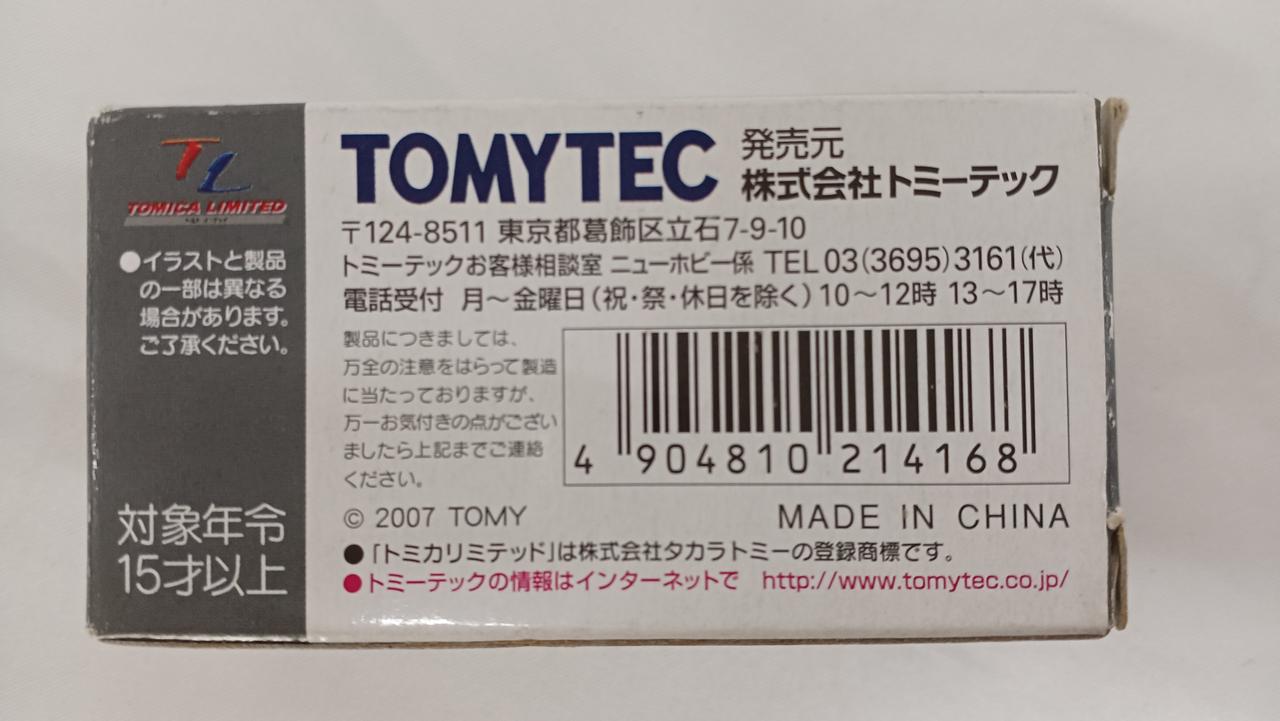 TL
TOMICA LIMITED
●イラストと製品
の一部は異なる
場合があります。
ご了承ください。
対象年令
15才以上
TOMYTEC
発売元
株式会社トミーテック
〒124-8511 東京都葛飾区立石7-9-10
トミーテックお客様相談室 ニューホビー係 TEL 03(3695)3161(代)
電話受付 月～金曜日(祝・祭・休日を除く)10～12時 13～17時
製品につきましては、
万全の注意をはらって製造
に当たっておりますが、
万一お気付きの点がござい
ましたら上記までご連絡
ください。
4 904810 214168
© 2007 TOMY
MADE IN CHINA
●「トミカリミテッド」は株式会社タカラトミーの登録商標です。
●トミーテックの情報はインターネットで http://www.tomytec.co.jp/